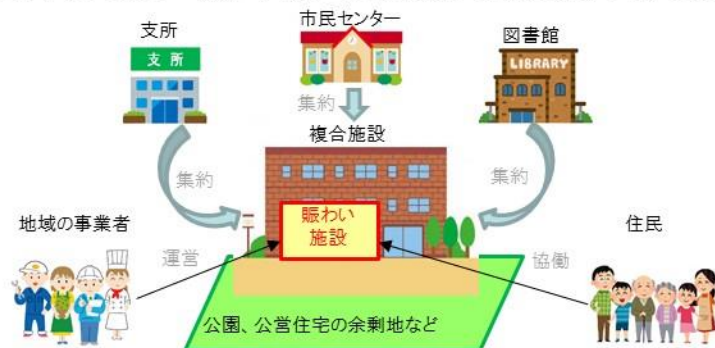 支所
市民センター
図書館
支 所
LIBRARY
集約
複合施設
集約
集約
賑わい
施設
地域の事業者
住民
運営
協働
公園、公営住宅の余剰地など